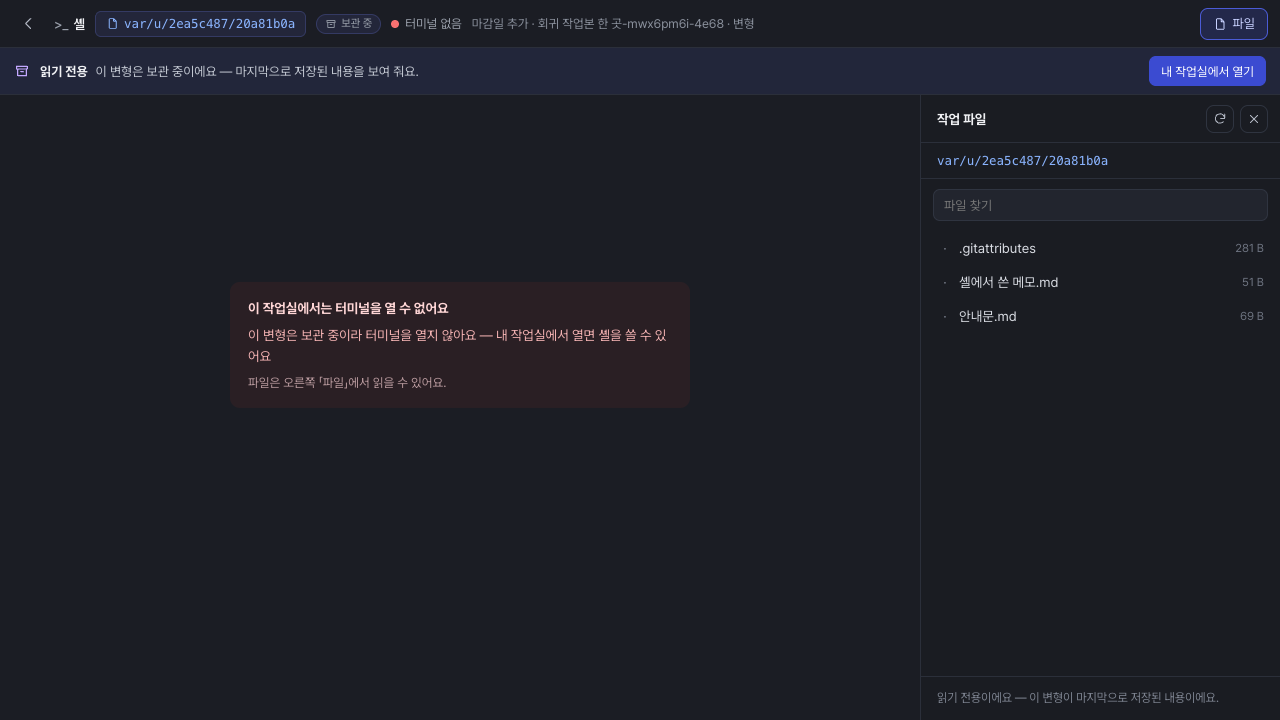 >_ 셸 var/u/2ea5c487/20a81b0a 보관 중 터미널 없음 마감일 추가 · 회귀 작업본 한 곳-mwx6pm6i-4e68 · 변형 파일
읽기 전용 이 변형은 보관 중이에요 — 마지막으로 저장된 내용을 보여 줘요. 내 작업실에서 열기
이 작업실에서는 터미널을 열 수 없어요
이 변형은 보관 중이라 터미널을 열지 않아요 — 내 작업실에서 열면 셸을 쓸 수 있
어요
파일은 오른쪽 「파일」에서 읽을 수 있어요.
작업 파일
var/u/2ea5c487/20a81b0a
파일 찾기
· .gitattributes 281 B
· 셸에서 쓴 메모.md 51 B
· 안내문.md 69 B
읽기 전용이에요 — 이 변형이 마지막으로 저장된 내용이에요.